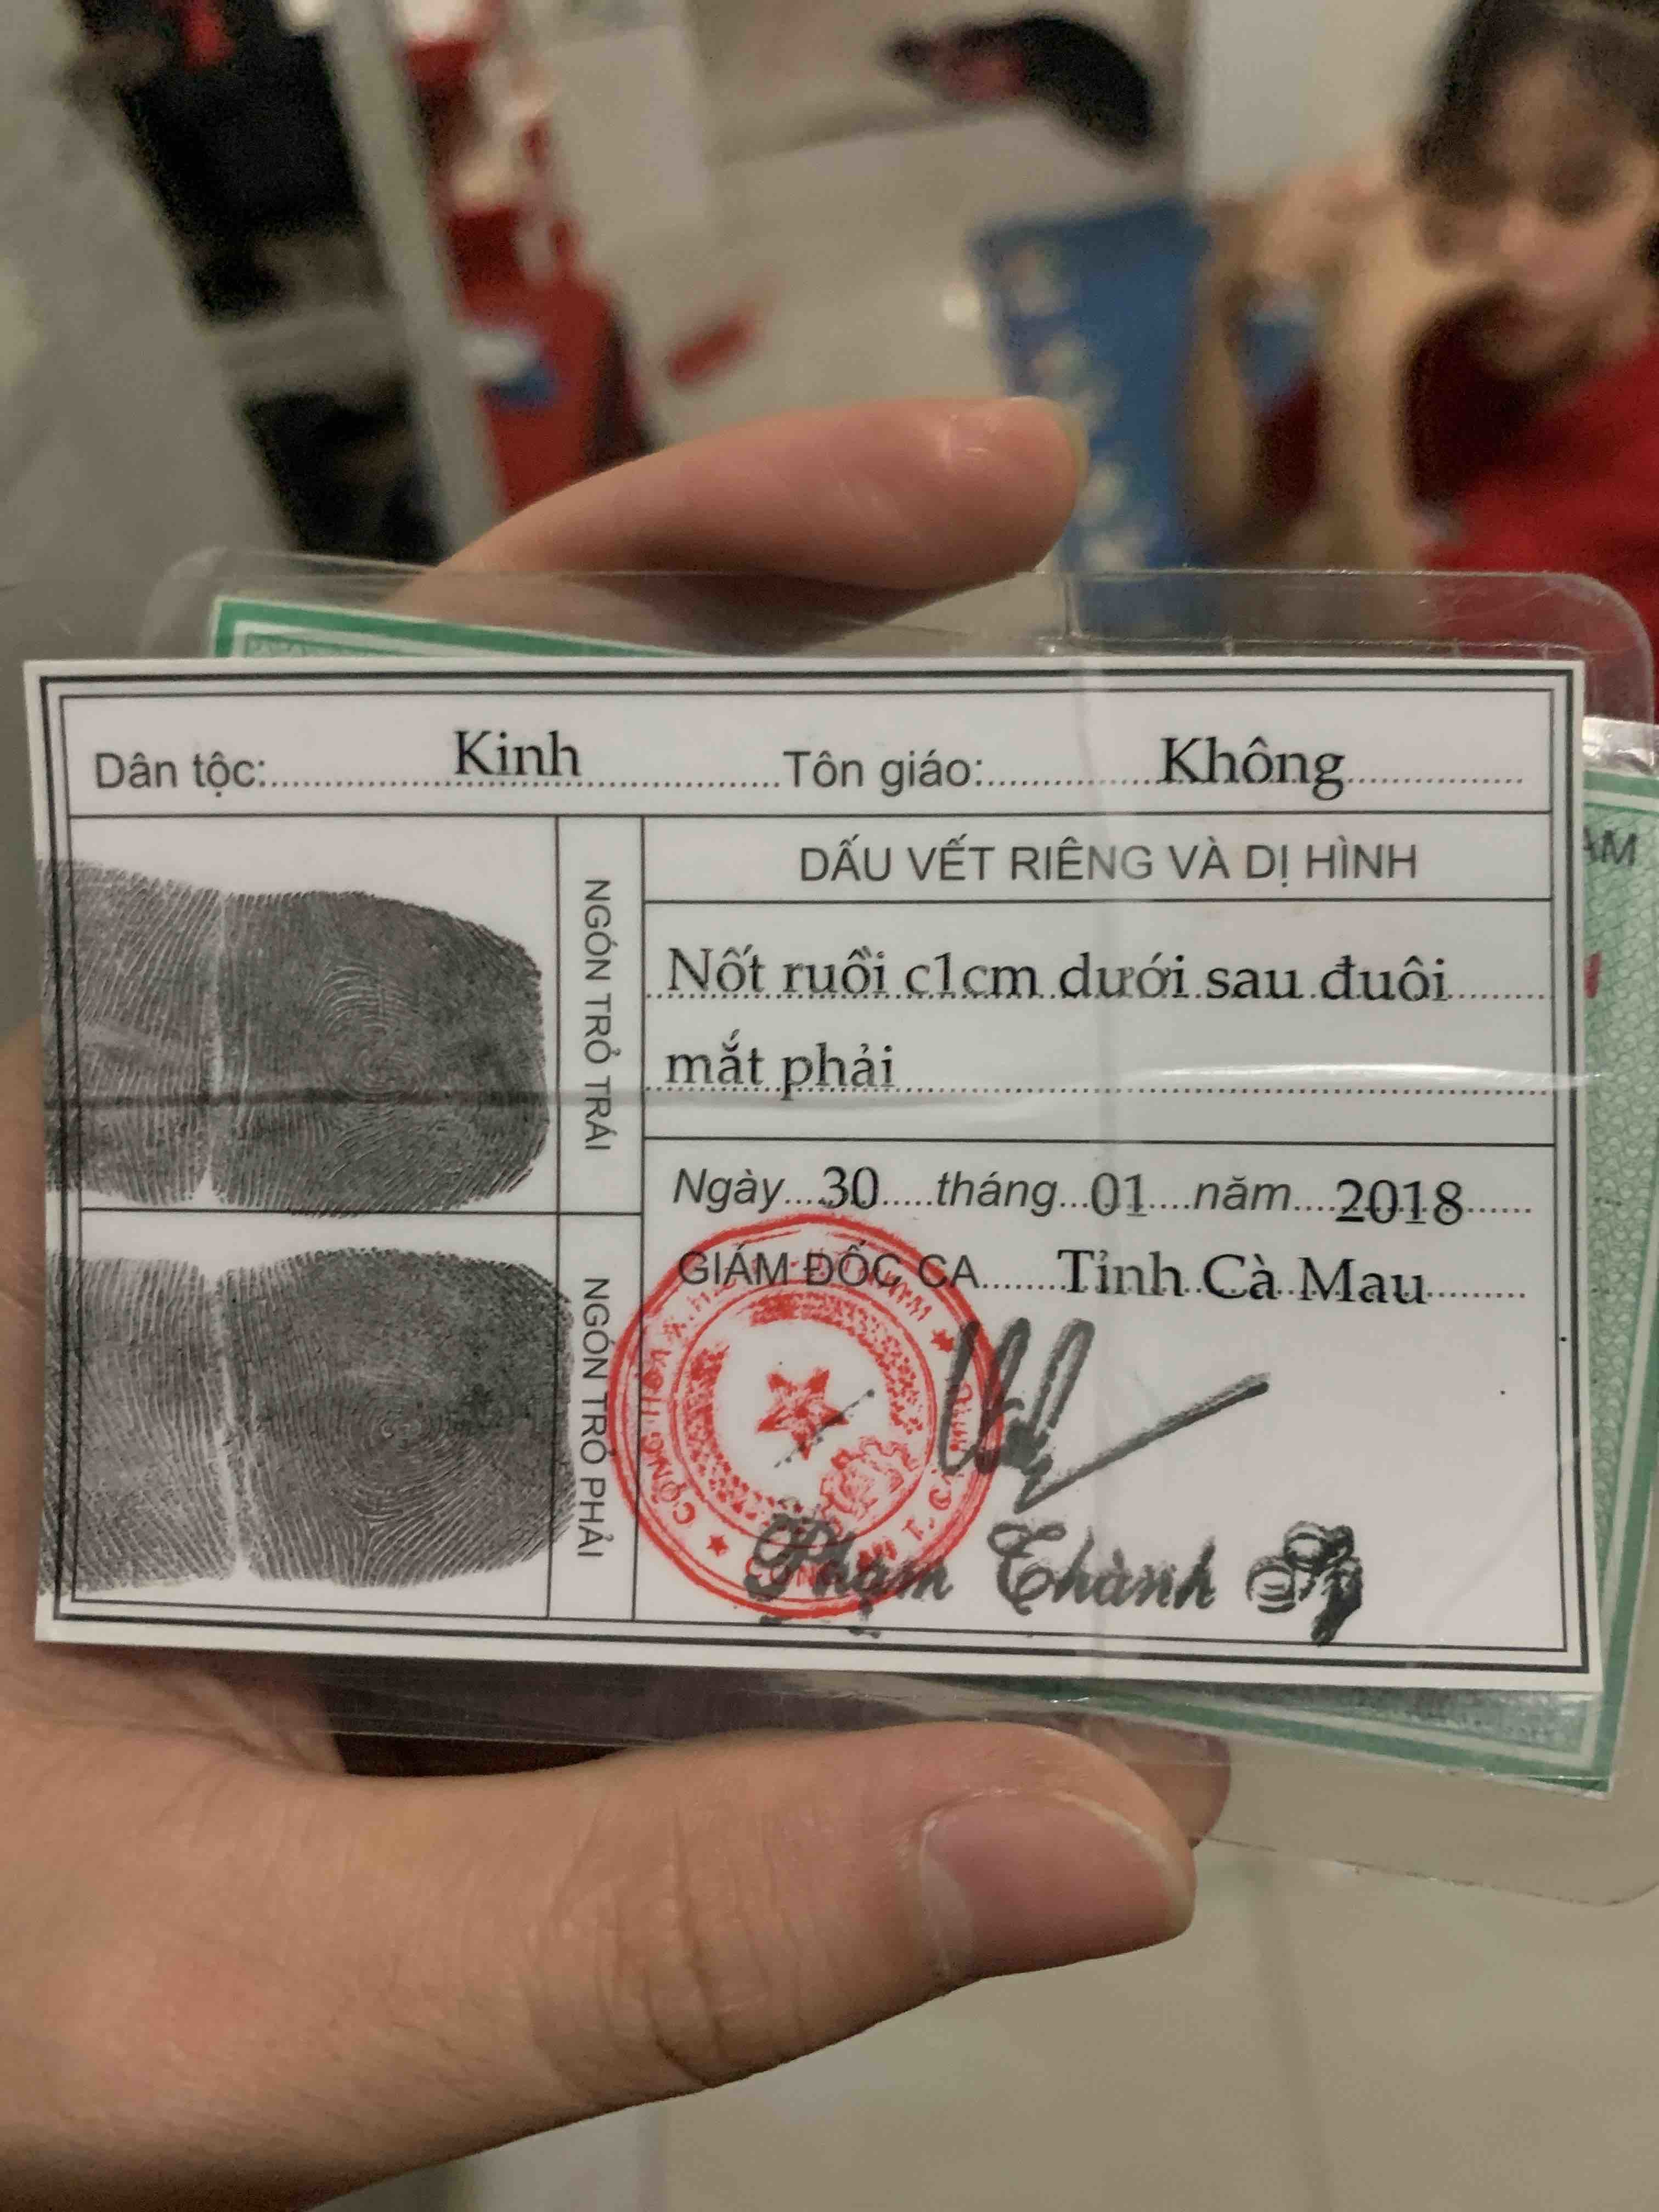 Dân tộc: Kinh Tôn giáo: Không
NGÓN TRỎ TRÁI
NGÓN TRỎ PHẢI
DẤU VẾT RIÊNG VÀ DỊ HÌNH
Nốt ruồi c1cm dưới sau đuôi
mắt phải
Ngày 30 tháng 01 năm 2018
GIÁM ĐỐC CA Tỉnh Cà Mau
Phạm Thành Sỹ